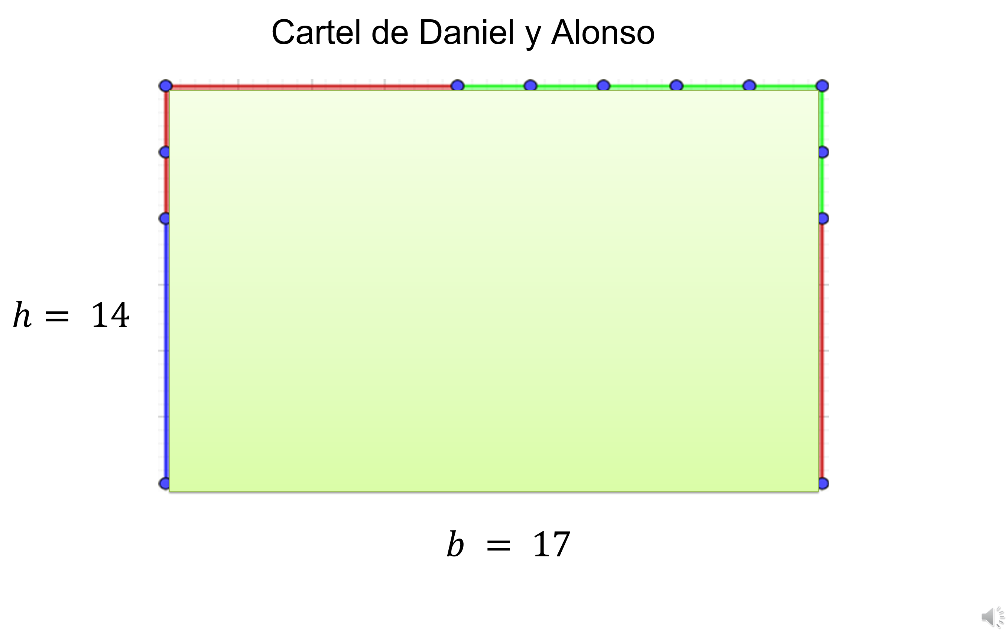 Cartel de Daniel y Alonso
h = 14
b = 17